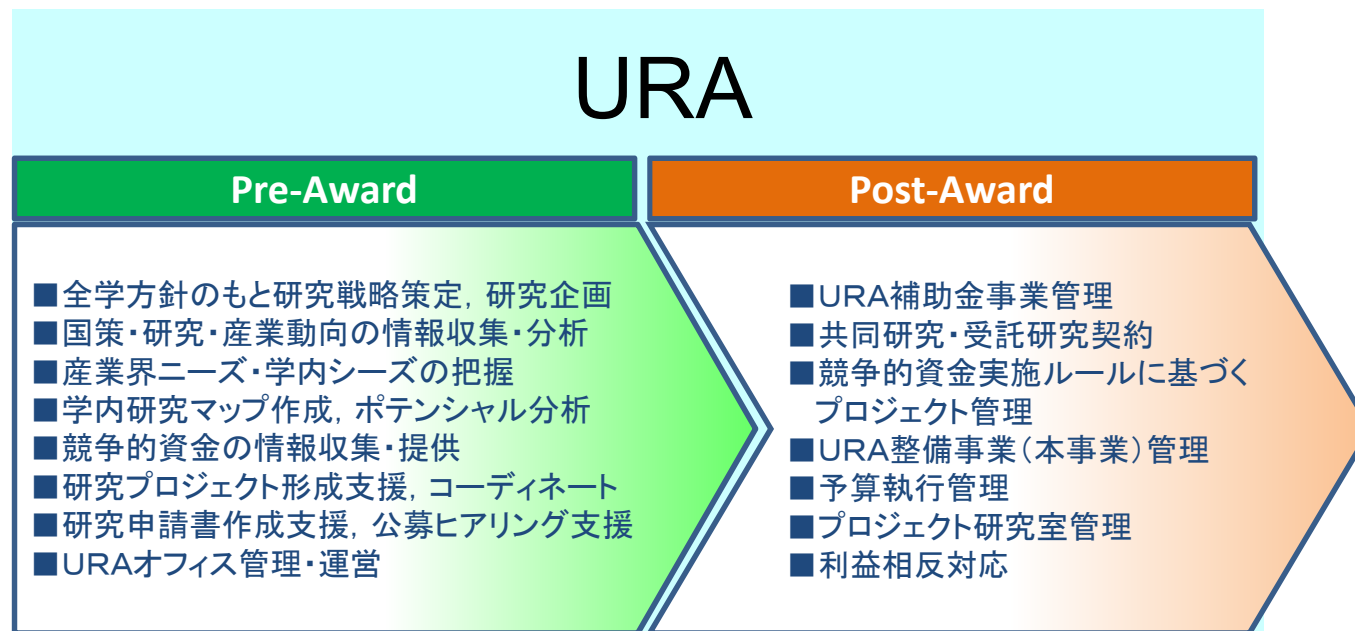 URA
Pre-Award
Post-Award
■全学方針のもと研究戦略策定, 研究企画
■国策・研究・産業動向の情報収集・分析
■産業界ニーズ・学内シーズの把握
■学内研究マップ作成, ポテンシャル分析
■競争的資金の情報収集・提供
■研究プロジェクト形成支援, コーディネート
■研究申請書作成支援, 公募ヒアリング支援
■URAオフィス管理・運営
■URA補助金事業管理
■共同研究・受託研究契約
■競争的資金実施ルールに基づく
プロジェクト管理
■URA整備事業(本事業)管理
■予算執行管理
■プロジェクト研究室管理
■利益相反対応